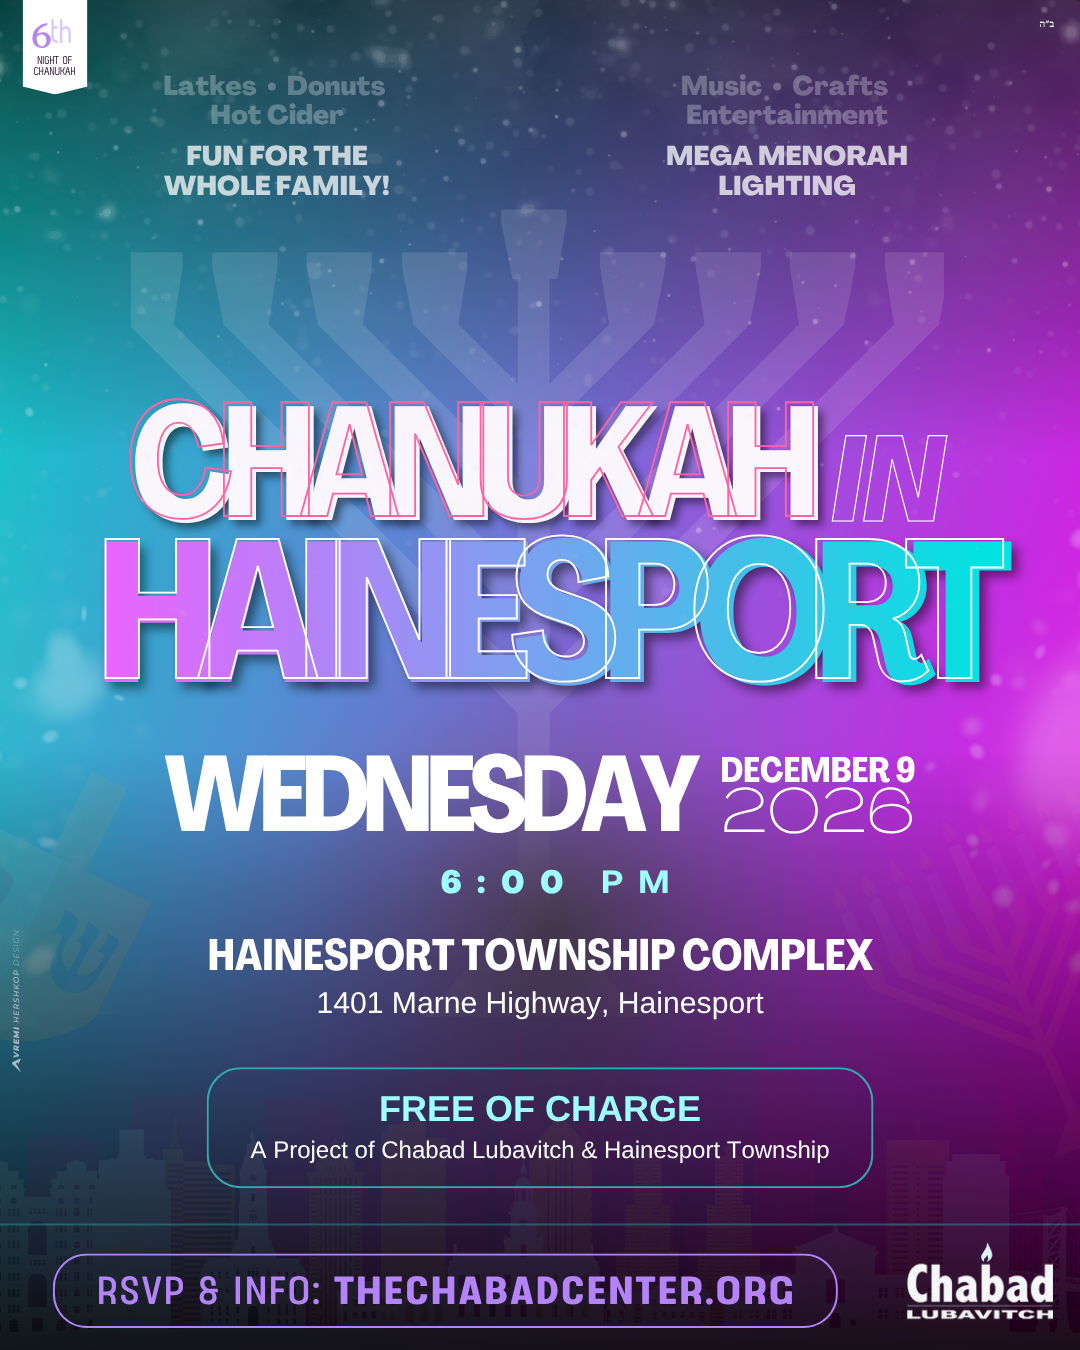 6th
NIGHT OF
CHANUKAH
ב"ה
Latkes • Donuts
Hot Cider
FUN FOR THE
WHOLE FAMILY!
Music • Crafts
Entertainment
MEGA MENORAH
LIGHTING
CHANUKAH IN
HAINESPORT
WEDNESDAY
DECEMBER 9
2026
6:00 PM
HAINESPORT TOWNSHIP COMPLEX
1401 Marne Highway, Hainesport
ש
AVREMI HERSHKOP DESIGN
FREE OF CHARGE
A Project of Chabad Lubavitch & Hainesport Township
RSVP & INFO: THECHABADCENTER.ORG
Chabad
LUBAVITCH